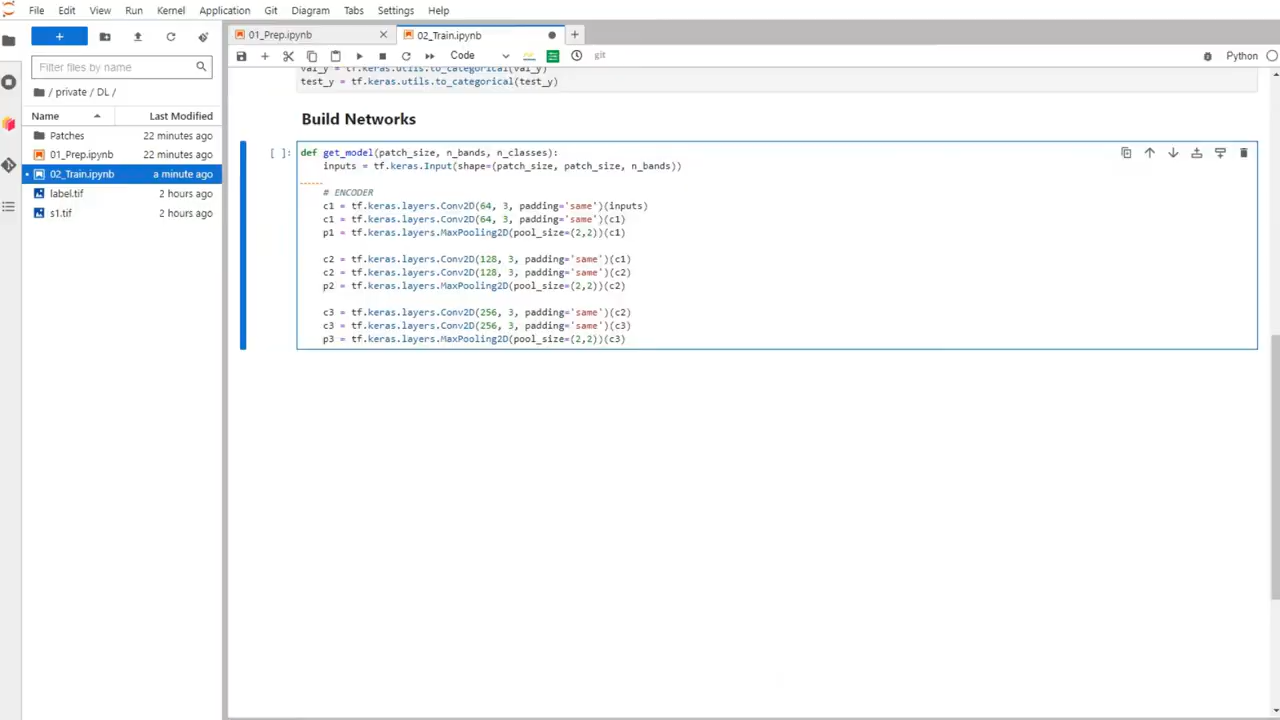 File Edit View Run Kernel Application Git Diagram Tabs Settings Help
01_Prep.ipynb
02_Train.ipynb
Code
git
Python
Filter files by name
/ private / DL /
Name Last Modified
Patches 22 minutes ago
01_Prep.ipynb 22 minutes ago
02_Train.ipynb a minute ago
label.tif 2 hours ago
s1.tif 2 hours ago
val_y = tf.keras.utils.to_categorical(val_y)
test_y = tf.keras.utils.to_categorical(test_y)
Build Networks
[ ]: def get_model(patch_size, n_bands, n_classes):
inputs = tf.keras.Input(shape=(patch_size, patch_size, n_bands))
# ENCODER
c1 = tf.keras.layers.Conv2D(64, 3, padding='same')(inputs)
c1 = tf.keras.layers.Conv2D(64, 3, padding='same')(c1)
p1 = tf.keras.layers.MaxPooling2D(pool_size=(2,2))(c1)
c2 = tf.keras.layers.Conv2D(128, 3, padding='same')(c1)
c2 = tf.keras.layers.Conv2D(128, 3, padding='same')(c2)
p2 = tf.keras.layers.MaxPooling2D(pool_size=(2,2))(c2)
c3 = tf.keras.layers.Conv2D(256, 3, padding='same')(c2)
c3 = tf.keras.layers.Conv2D(256, 3, padding='same')(c3)
p3 = tf.keras.layers.MaxPooling2D(pool_size=(2,2))(c3)